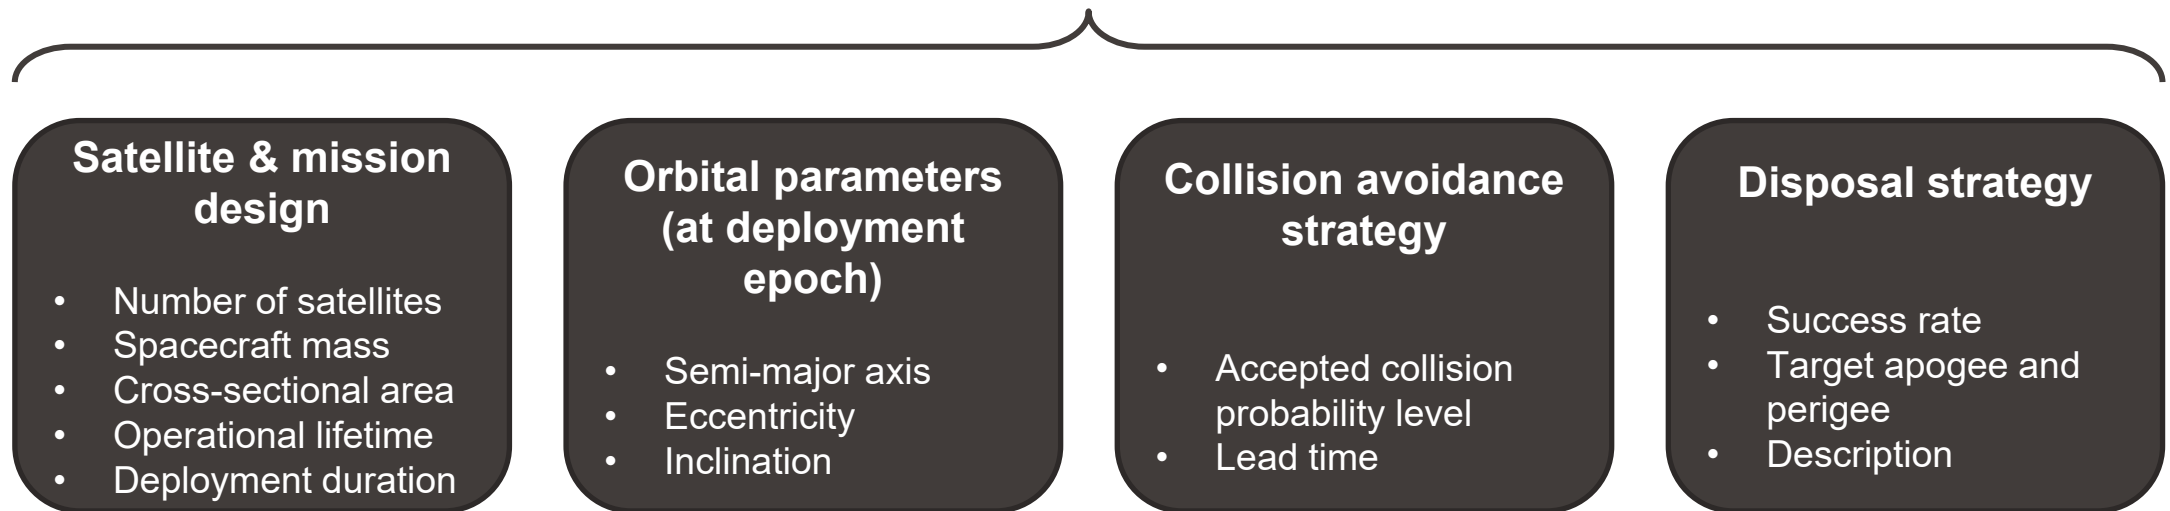 Satellite & mission
design
• Number of satellites
• Spacecraft mass
• Cross-sectional area
• Operational lifetime
• Deployment duration
Orbital parameters
(at deployment
epoch)
• Semi-major axis
• Eccentricity
• Inclination
Collision avoidance
strategy
• Accepted collision
probability level
• Lead time
Disposal strategy
• Success rate
• Target apogee and
perigee
• Description